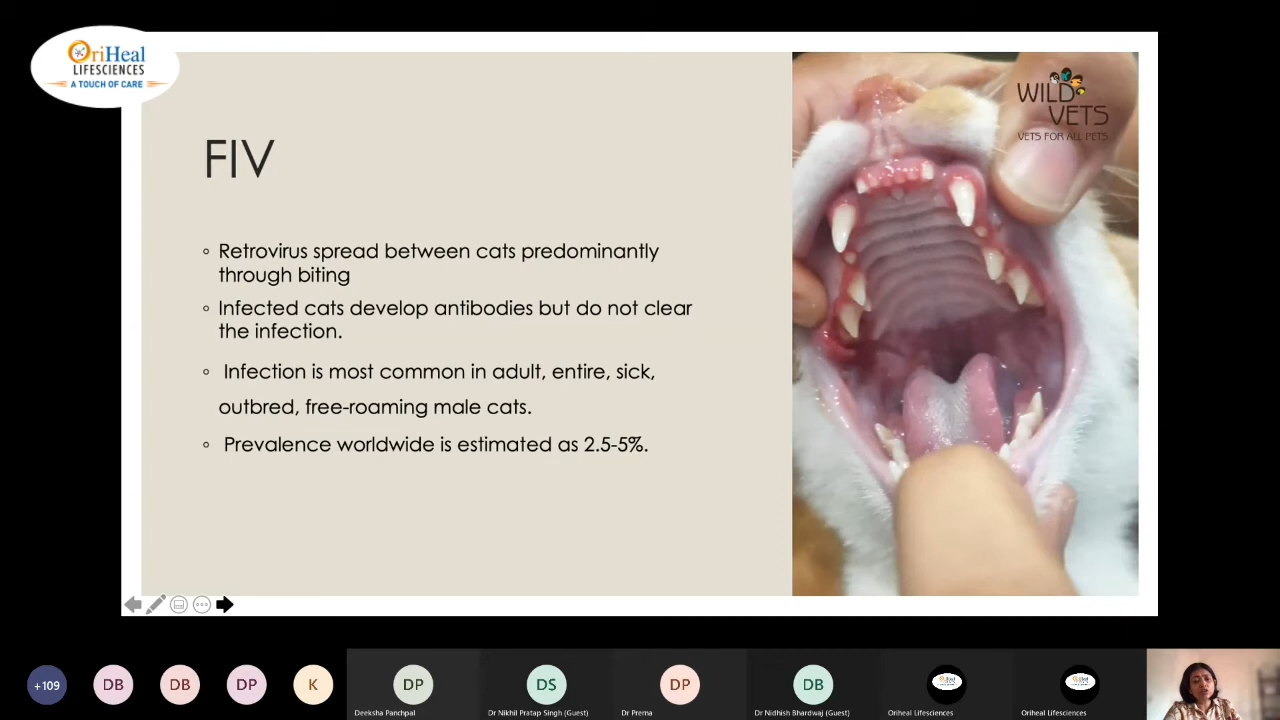 OriHeal
LIFESCIENCES
A TOUCH OF CARE
WILD
VETS
VETS FOR ALL PETS
FIV
Retrovirus spread between cats predominantly
through biting
Infected cats develop antibodies but do not clear
the infection.
Infection is most common in adult, entire, sick,
outbred, free-roaming male cats.
Prevalence worldwide is estimated as 2.5-5%.
+109
DB
DB
DP
K
DP
Deeksha Panchpal
DS
Dr Nikhil Pratap Singh (Guest)
DP
Dr Prerna
DB
Dr Nidhish Bhardwaj (Guest)
Oriheal Lifesciences
Oriheal Lifesciences